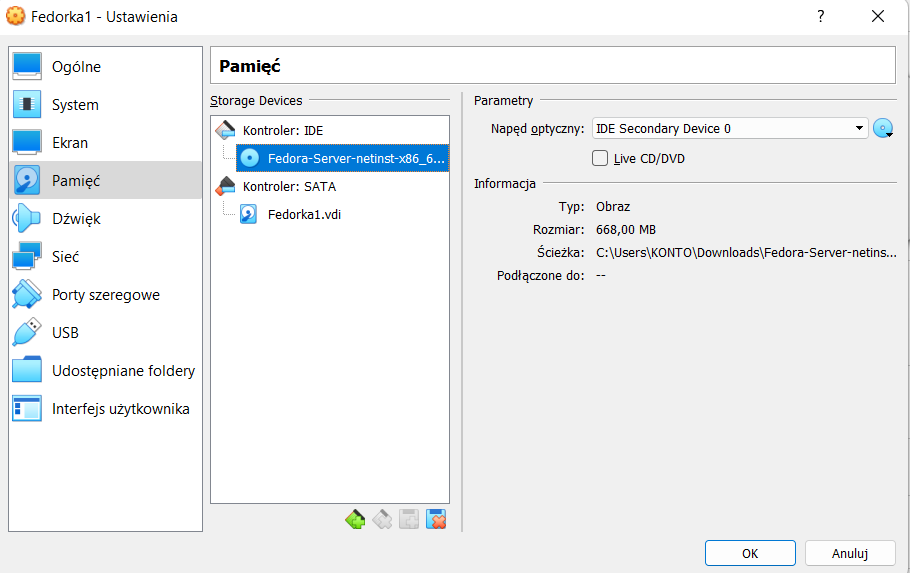 Fedorka1 - Ustawienia
?
Ogólne
System
Ekran
Pamięć
Dźwięk
Sieć
Porty szeregowe
USB
Udostępniane foldery
Interfejs użytkownika
Pamięć
Storage Devices
Kontroler: IDE
Fedora-Server-netinst-x86_6...
Kontroler: SATA
Fedorka1.vdi
Parametry
Napęd optyczny: IDE Secondary Device 0
Live CD/DVD
Informacja
Typ: Obraz
Rozmiar: 668,00 MB
Ścieżka: C:\Users\KONTO\Downloads\Fedora-Server-netins...
Podłączone do: --
OK
Anuluj